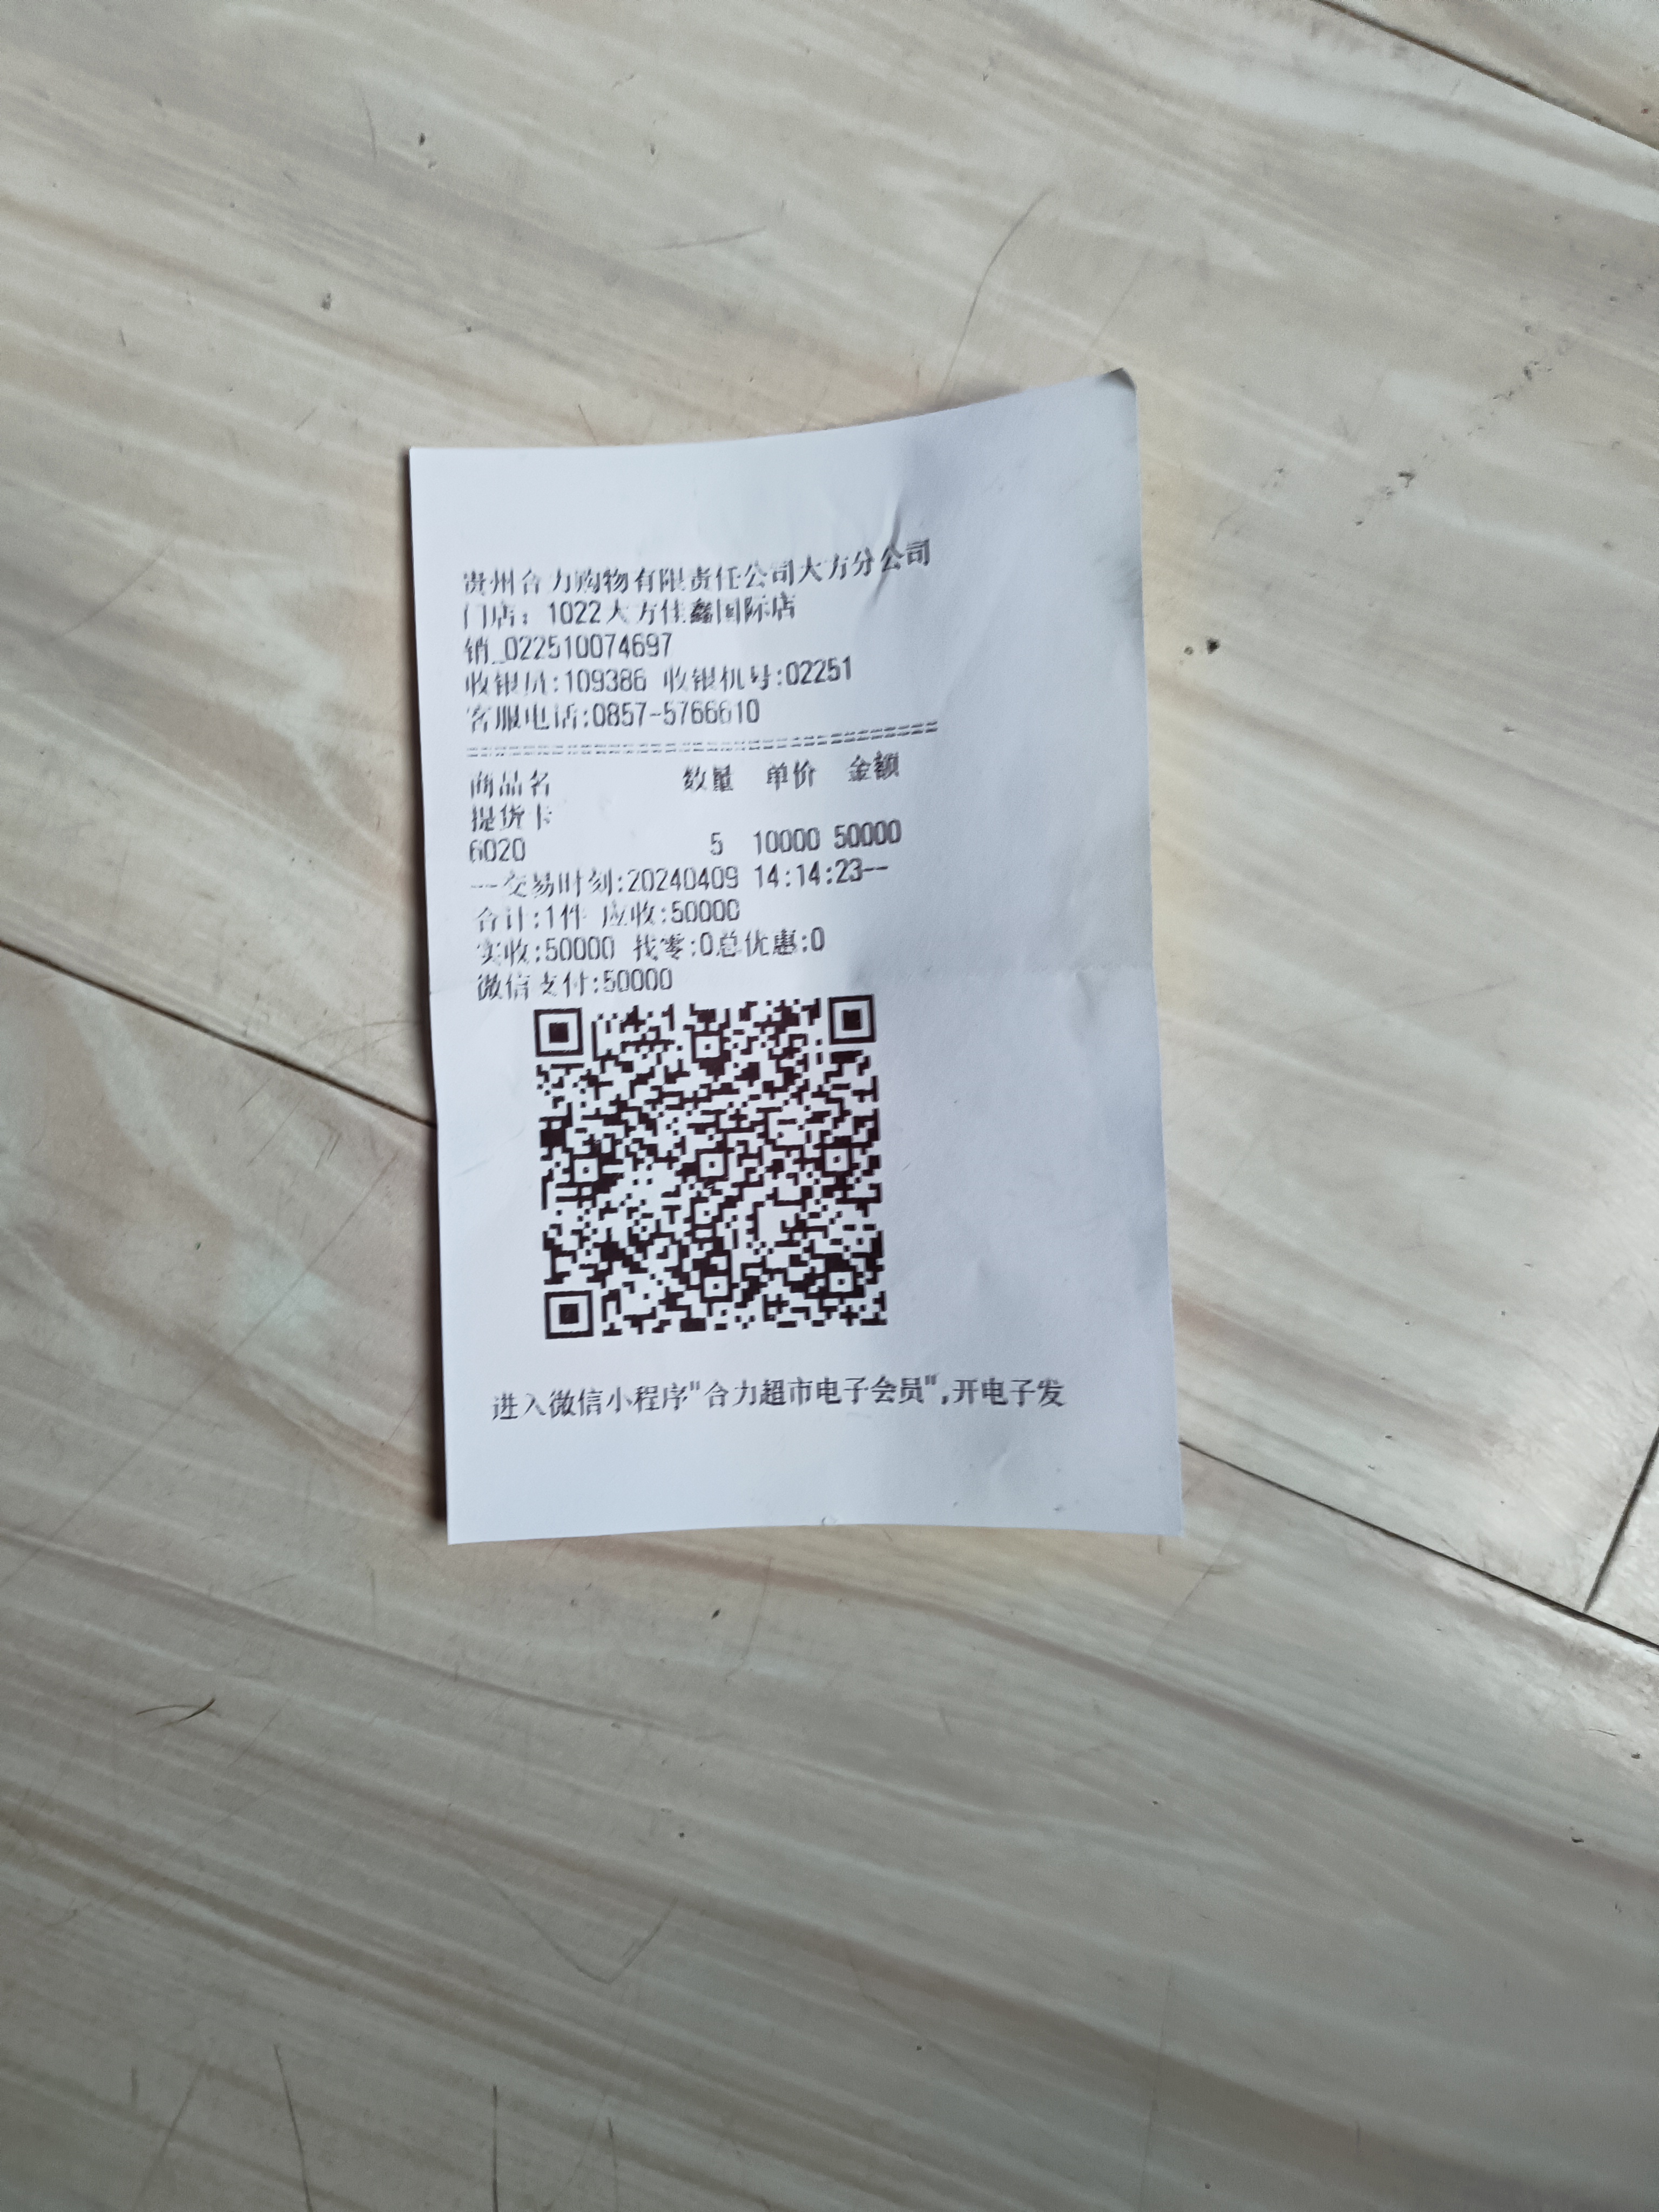 贵州合力购物有限责任公司大方分公司
门店：1022大方佳鑫国际店
销_022510074697
收银员:109386 收银机号:02251
客服电话:0857-5766610
========================================
商品名 数量 单价 金额
提货卡
6020 5 10000 50000
--交易时刻:20240409 14:14:23--
合计:1件 应收:50000
实收:50000 找零:0总优惠:0
微信支付:50000
进入微信小程序"合力超市电子会员",开电子发